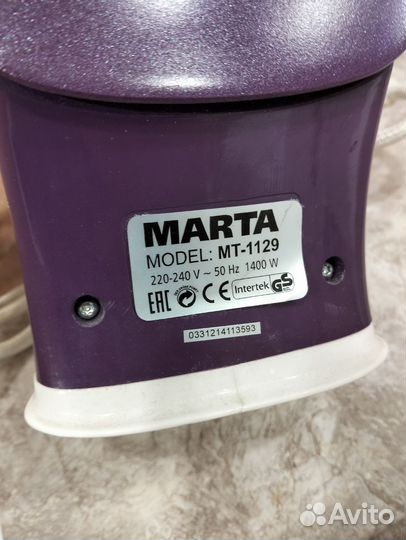 MARTA
MODEL: MT-1129
220-240 V ~ 50 Hz 1400 W
EAC CE Intertek GS
0331214113593
Avito